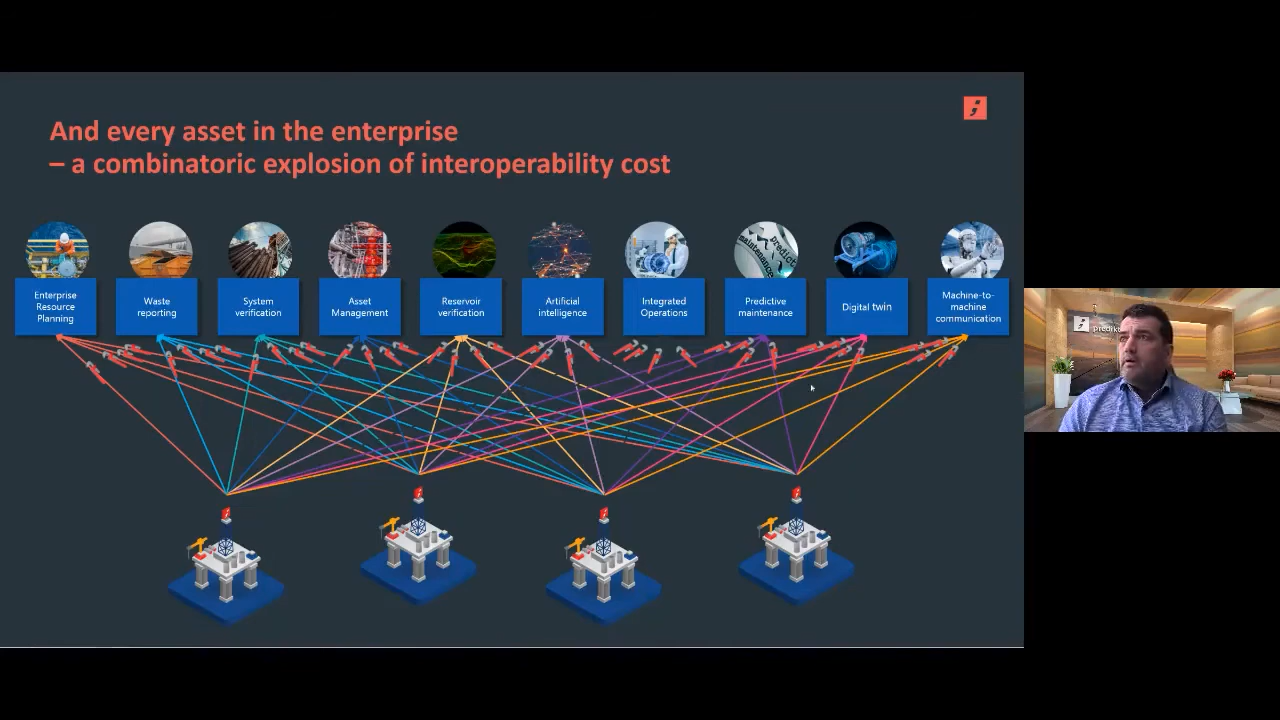 And every asset in the enterprise
– a combinatoric explosion of interoperability cost
Enterprise
Resource
Planning
Waste
reporting
System
verification
Asset
Management
Reservoir
verification
Artificial
intelligence
Integrated
Operations
Predictive
maintenance
Digital twin
Machine-to-
machine
communication
maintenance